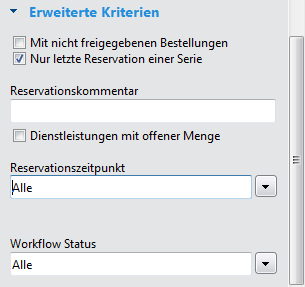 Erweiterte Kriterien
Mit nicht freigegebenen Bestellungen
Nur letzte Reservation einer Serie
Reservationskommentar
Dienstleistungen mit offener Menge
Reservationszeitpunkt
Alle
Workflow Status
Alle